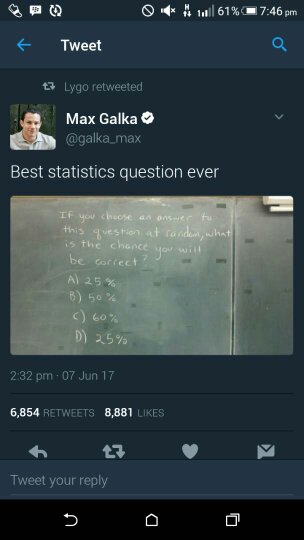 61% 7:46 pm
Tweet
Lygo retweeted
Max Galka
@galka_max
Best statistics question ever
If you choose an answer to
this question at random, what
is the chance you will
be correct?
A) 25%
B) 50%
C) 60%
D) 25%
2:32 pm · 07 Jun 17
6,854 RETWEETS 8,881 LIKES
Tweet your reply